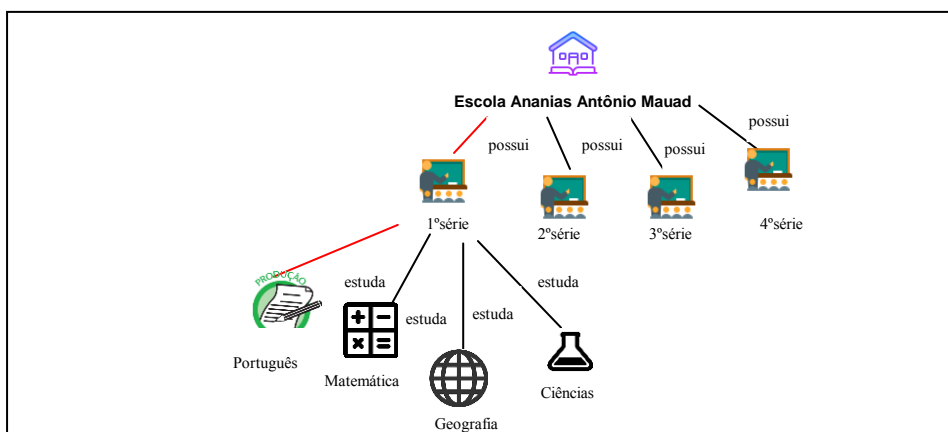 Escola Ananias Antônio Mauad
possui
possui
possui
possui
1ºsérie
2ºsérie
3ºsérie
4ºsérie
PRODUÇÃO
estuda
estuda
estuda
estuda
Português
Matemática
Ciências
Geografia